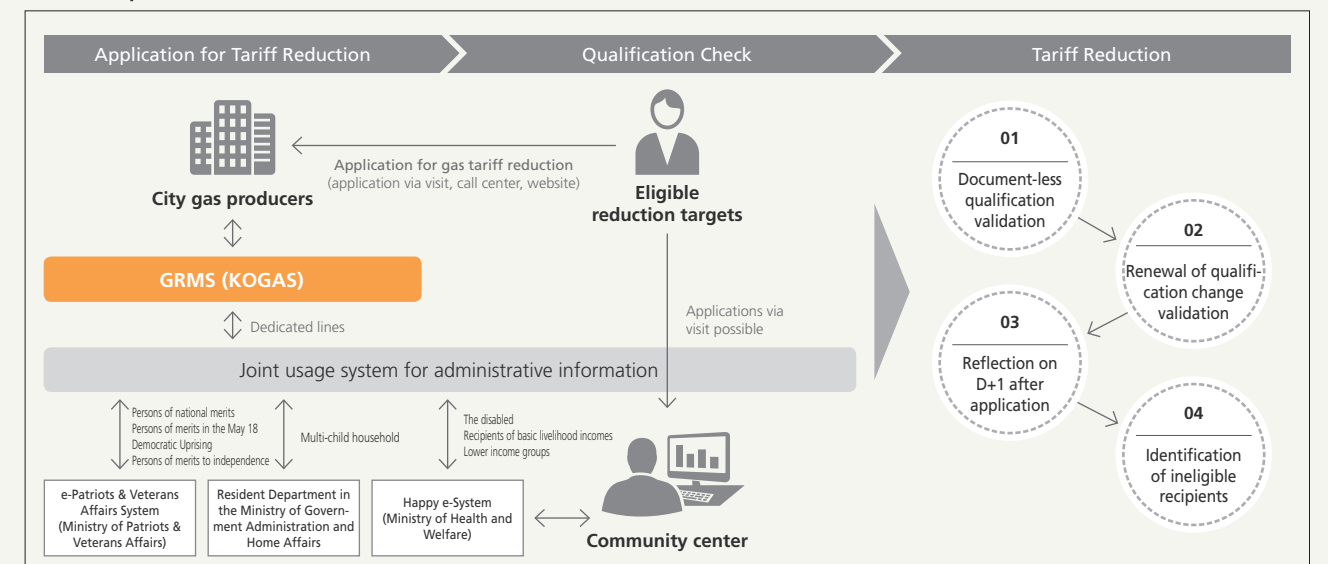 Application for Tariff Reduction
Qualification Check
Tariff Reduction
City gas producers
Application for gas tariff reduction
(application via visit, call center, website)
Eligible
reduction targets
GRMS (KOGAS)
Dedicated lines
Applications via
visit possible
Joint usage system for administrative information
Persons of national merits
Persons of merits in the May 18
Democratic Uprising
Persons of merits to independence
Multi-child household
The disabled
Recipients of basic livelihood incomes
Lower income groups
e-Patriots & Veterans
Affairs System
(Ministry of Patriots &
Veterans Affairs)
Resident Department in
the Ministry of Govern-
ment Administration and
Home Affairs
Happy e-System
(Ministry of Health and
Welfare)
Community center
01
Document-less
qualification
validation
02
Renewal of qualifi-
cation change
validation
03
Reflection on
D+1 after
application
04
Identification
of ineligible
recipients